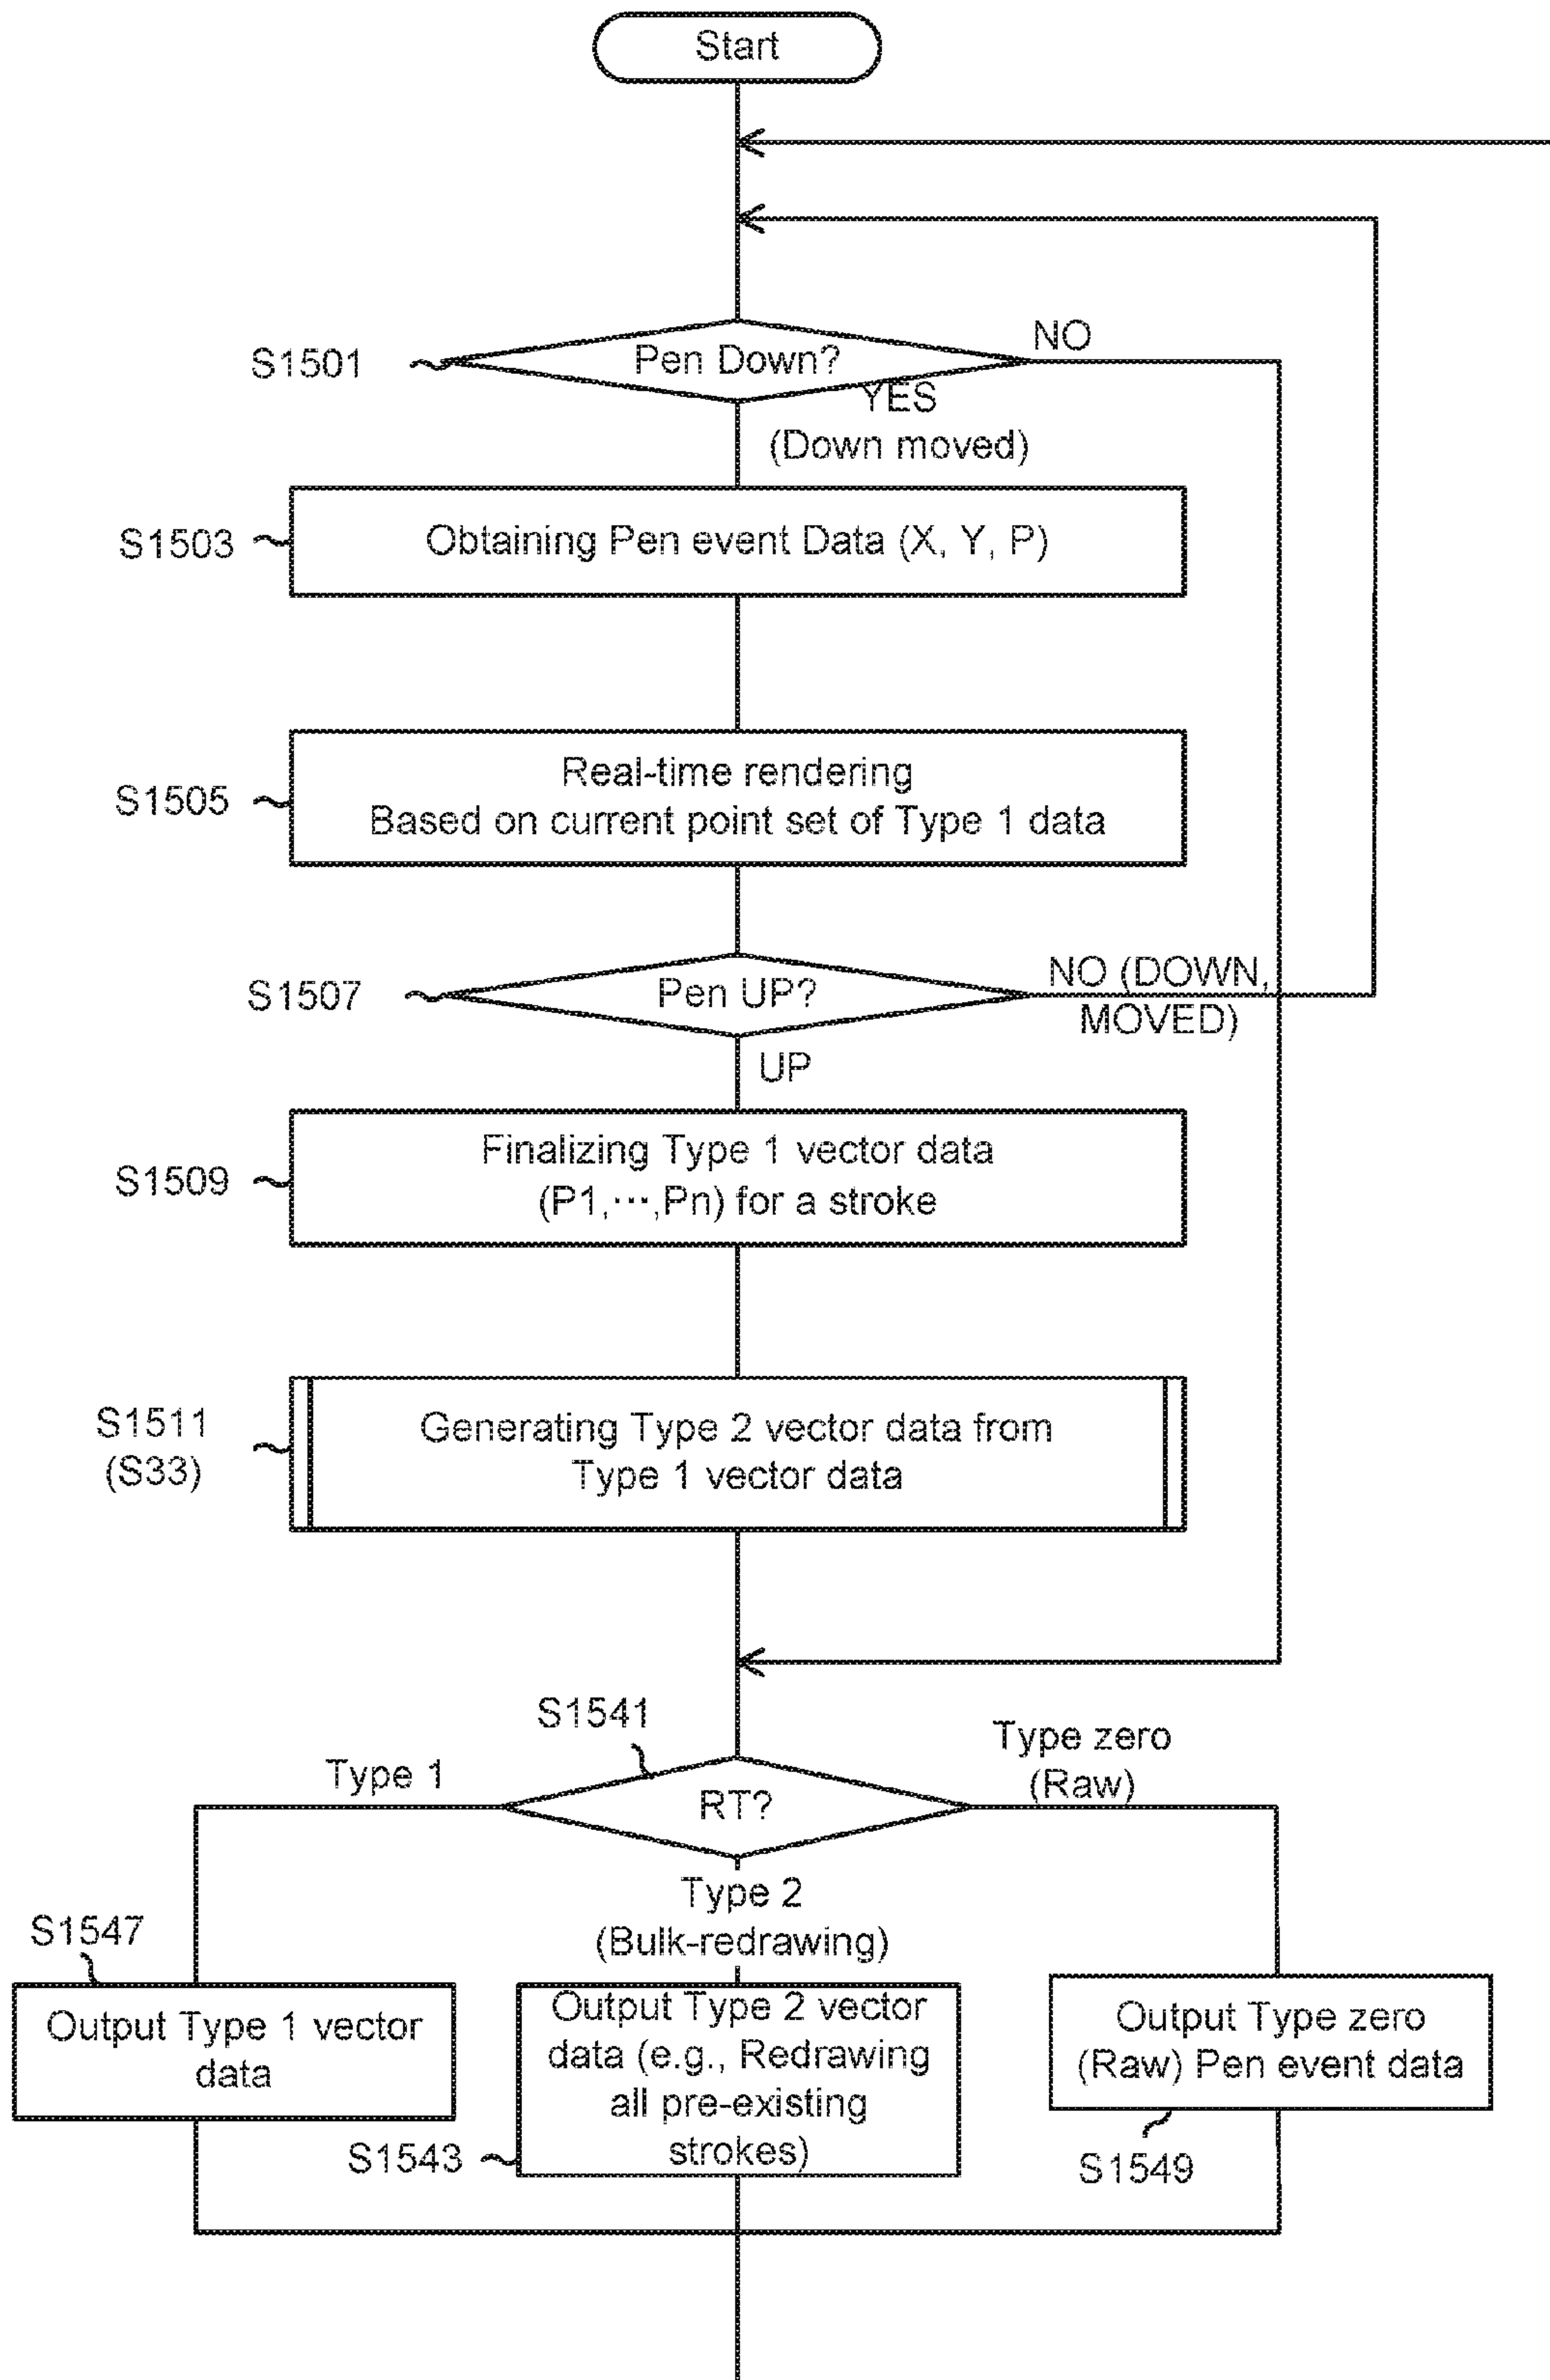 Start
Pen Down?
NO
S1501
YES
(Down moved)
Obtaining Pen event Data (X, Y, P)
S1503
Real-time rendering
Based on current point set of Type 1 data
S1505
Pen UP?
NO (DOWN,
MOVED)
S1507
UP
Finalizing Type 1 vector data
(P1,⋯,Pn) for a stroke
S1509
S1511
(S33)
Generating Type 2 vector data from
Type 1 vector data
S1541
Type 1
RT?
Type zero
(Raw)
Type 2
(Bulk-redrawing)
S1547
Output Type 1 vector
data
Output Type 2 vector
data (e.g., Redrawing
all pre-existing
strokes)
S1543
Output Type zero
(Raw) Pen event data
S1549